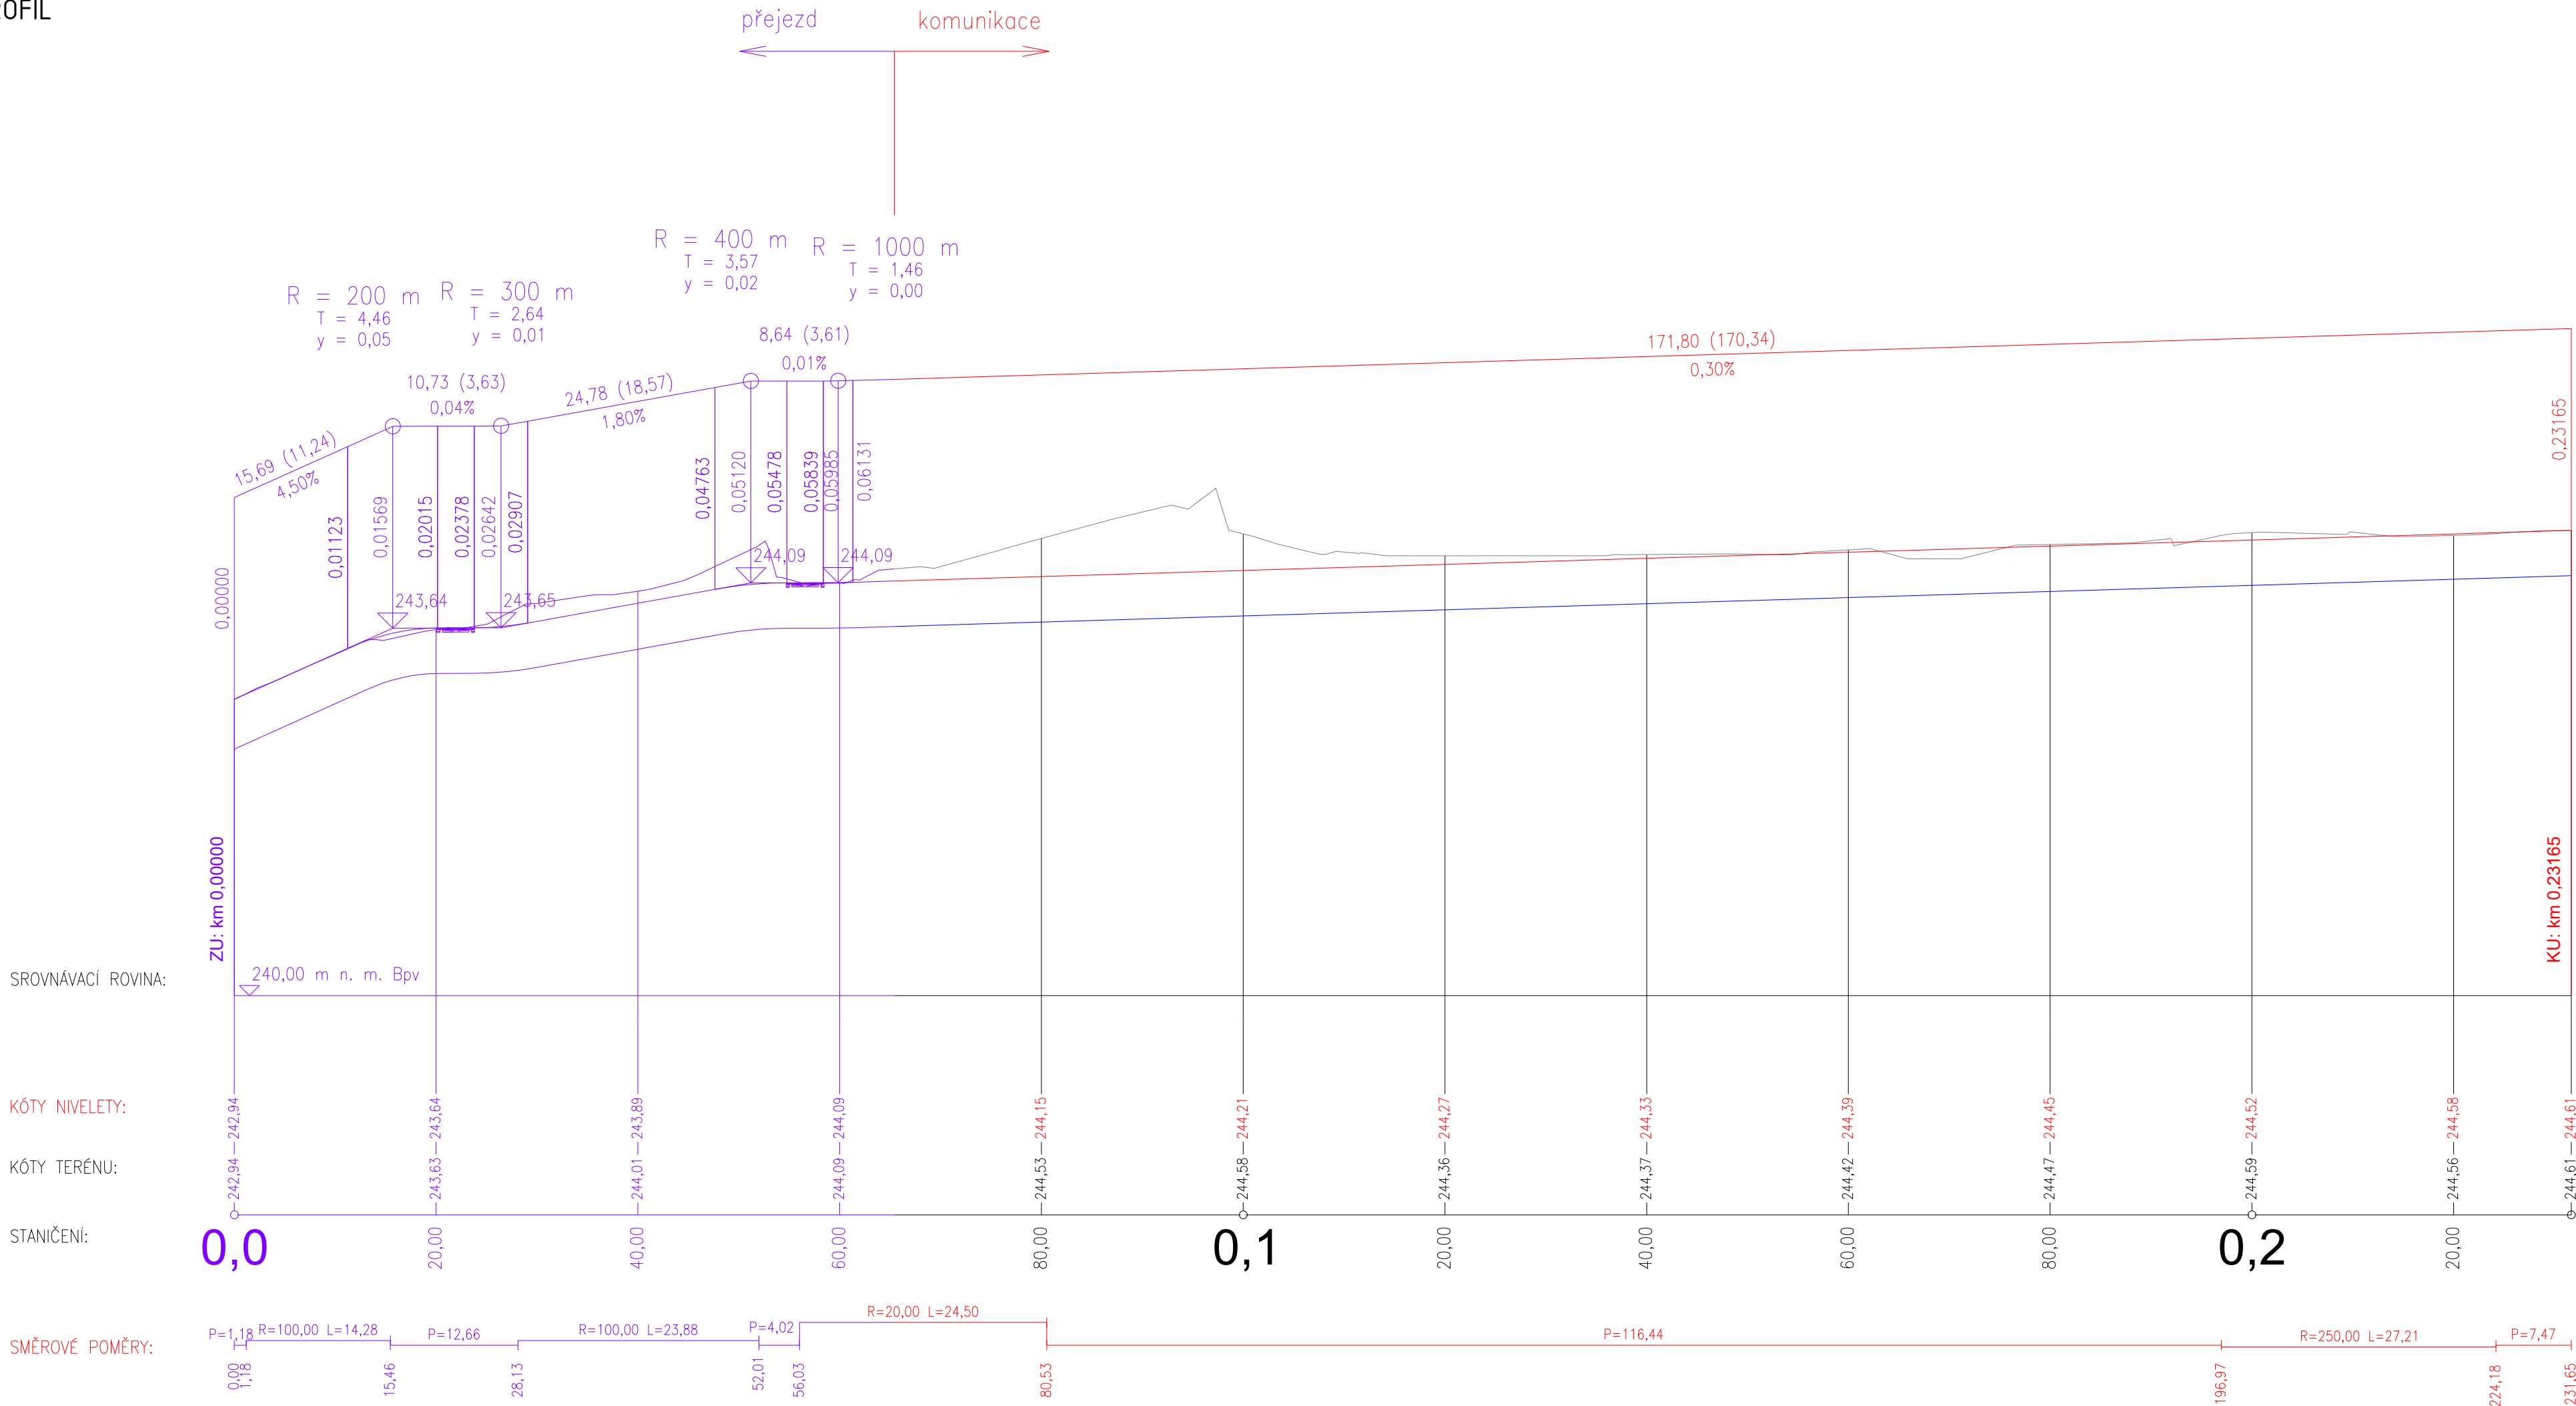 OFIL
přejezd
komunikace
R = 400 m
T = 3,57
y = 0,02
R = 1000 m
T = 1,46
y = 0,00
R = 200 m
T = 4,46
y = 0,05
R = 300 m
T = 2,64
y = 0,01
15,69 (11,24)
4,50%
10,73 (3,63)
0,04%
24,78 (18,57)
1,80%
8,64 (3,61)
0,01%
171,80 (170,34)
0,30%
0,00000
0,01123
0,01569
0,02015
0,02378
0,02642
0,02907
0,04763
0,05120
0,05478
0,05839
0,05985
0,06131
0,23165
243,64
243,65
244,09
244,09
ZU: km 0,00000
KU: km 0,23165
SROVNÁVACÍ ROVINA:
240,00 m n. m. Bpv
KÓTY NIVELETY:
242,94
243,64
243,89
244,09
244,15
244,21
244,27
244,33
244,39
244,45
244,52
244,58
244,61
KÓTY TERÉNU:
242,94
243,63
244,01
244,09
244,53
244,58
244,36
244,37
244,42
244,47
244,59
244,56
244,61
STANIČENÍ:
0,0
20,00
40,00
60,00
80,00
0,1
20,00
40,00
60,00
80,00
0,2
20,00
SMĚROVÉ POMĚRY:
P=1,18
R=100,00 L=14,28
P=12,66
R=100,00 L=23,88
P=4,02
R=20,00 L=24,50
P=116,44
R=250,00 L=27,21
P=7,47
0,00
1,18
15,46
28,13
52,01
56,03
80,53
196,97
224,18
231,65